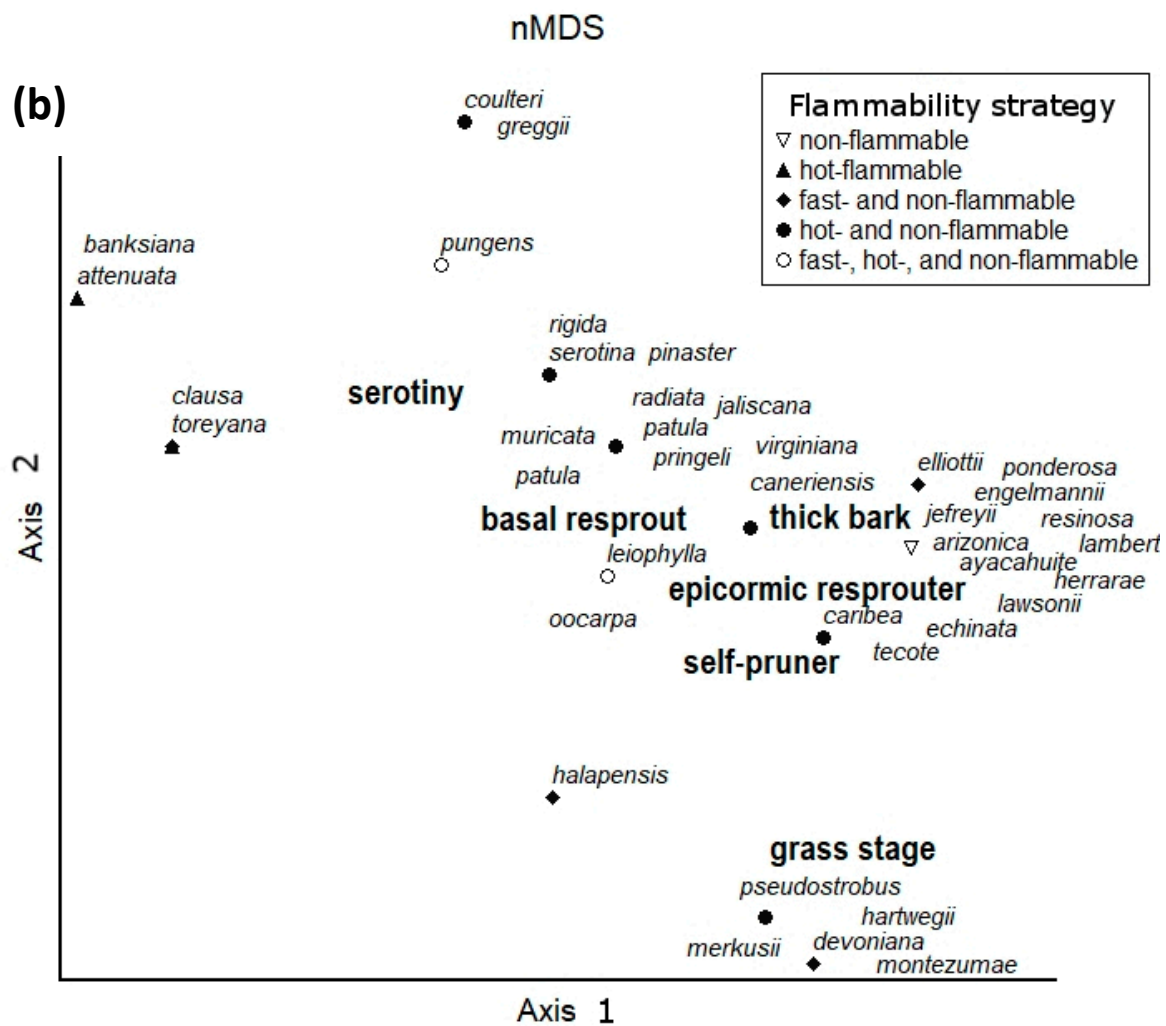 nMDS
(b)
coulteri
greggii
Flammability strategy
non-flammable
hot-flammable
fast- and non-flammable
hot- and non-flammable
fast-, hot-, and non-flammable
banksiana
attenuata
pungens
rigida
serotina pinaster
serotiny
clausa
toreyana
radiata
jaliscana
muricata
patula
pringeli
virginiana
patula
caneriensis
elliottii
ponderosa
engelmannii
basal resprout
thick bark
jefreyii
resinosa
arizonica
lambert
leiophylla
ayacahuite
herrarae
epicormic resprouter
lawsonii
oocarpa
caribea
echinata
tecote
self-pruner
halapensis
grass stage
pseudostrobus
hartwegii
merkusii
devoniana
montezumae
Axis 2
Axis 1